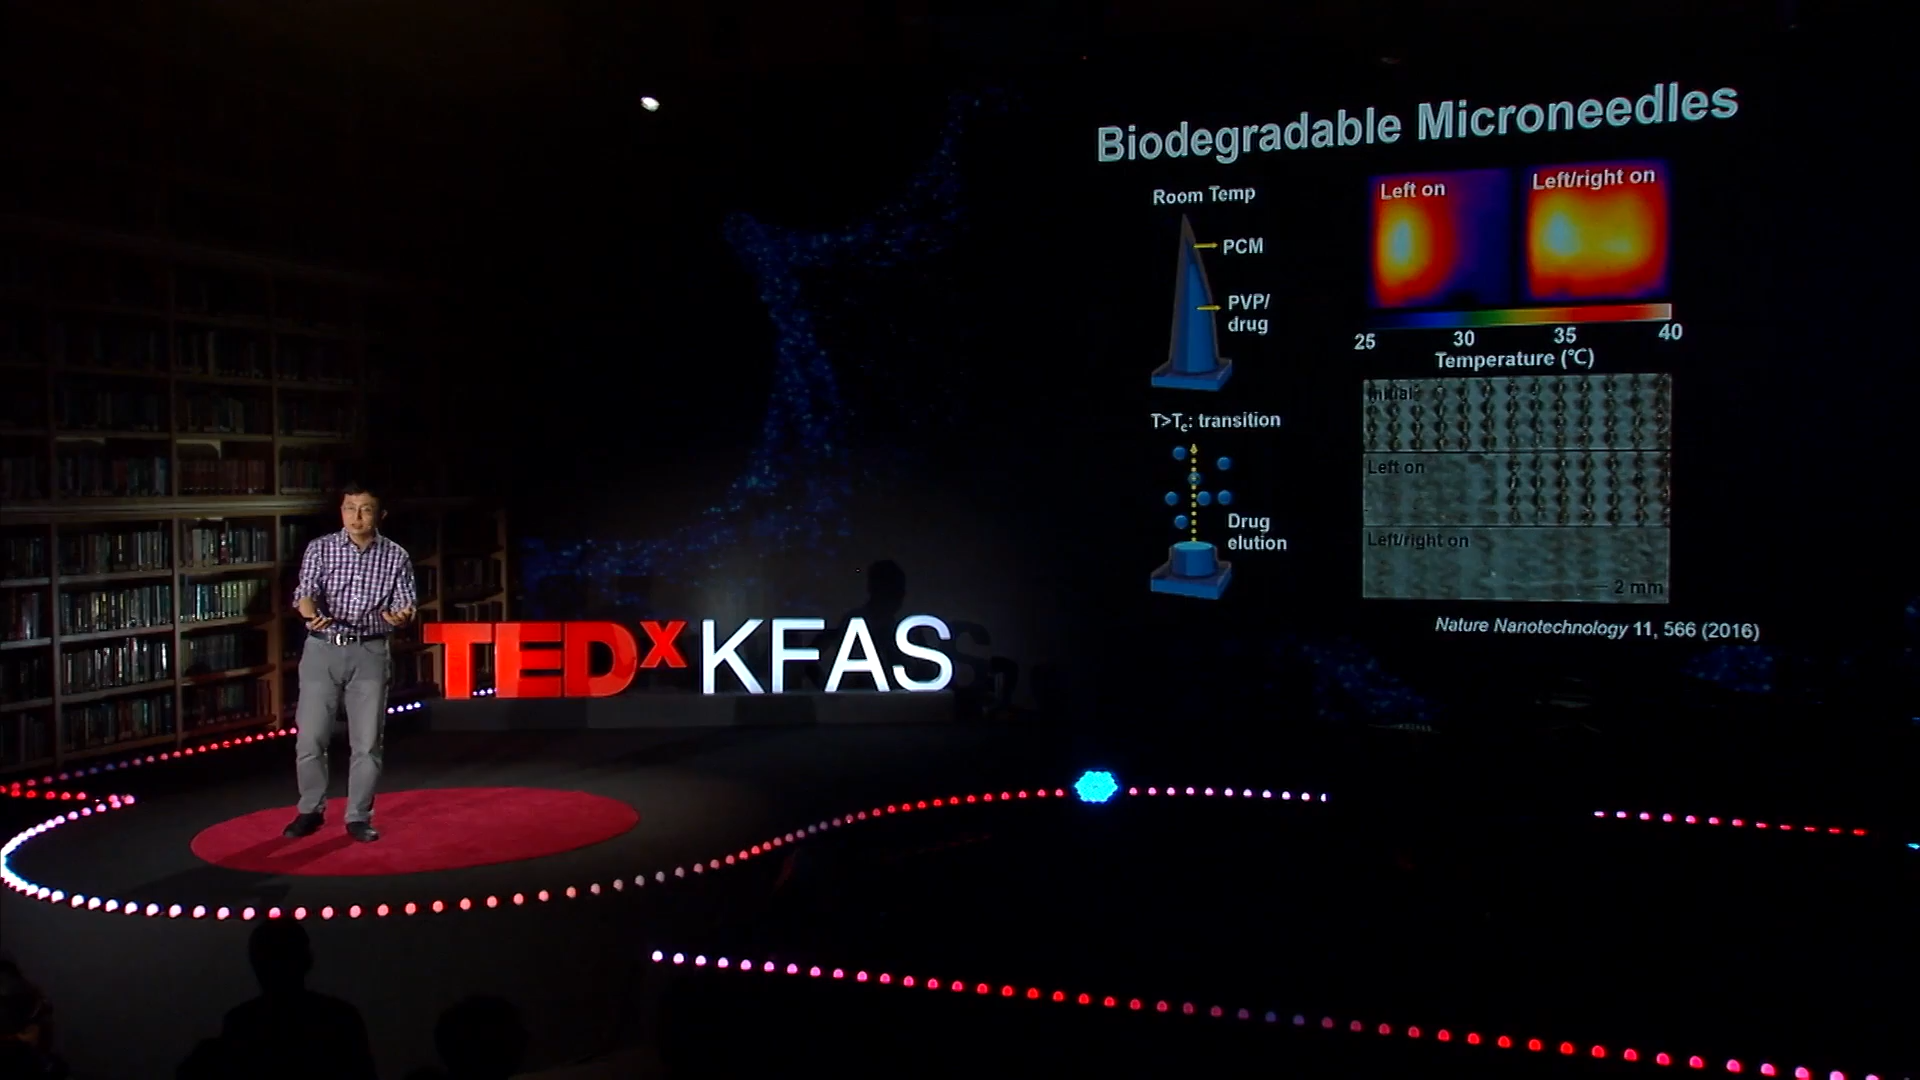 Biodegradable Microneedles
Room Temp
PCM
PVP/
drug
T>Tc: transition
Drug
elution
Left on
Left/right on
25 30 35 40
Temperature (℃)
Initial
Left on
Left/right on
2 mm
Nature Nanotechnology 11, 566 (2016)
TEDx KFAS